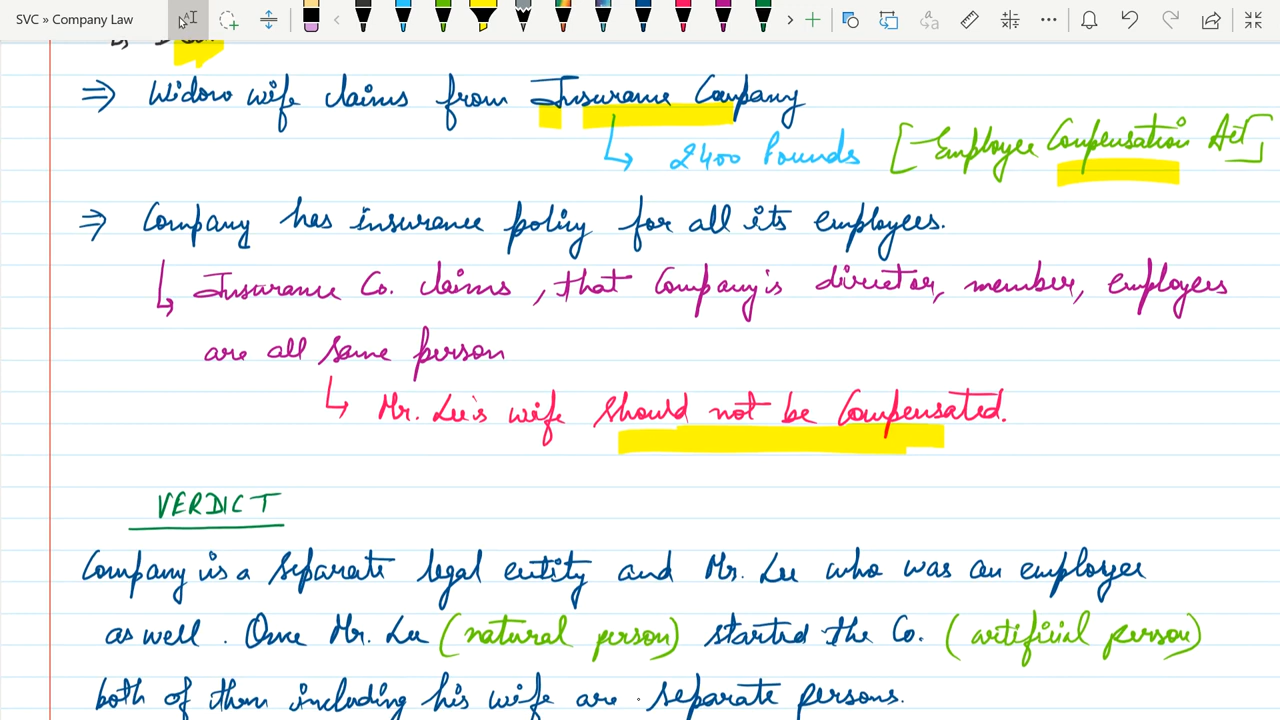 SVC » Company Law
⇒ Widow wife claims from Insurance Company
↳ 2400 Pounds [Employee Compensation Act]
⇒ Company has insurance policy for all its employees.
↳ Insurance Co. claims, that Company is director, member, employees
are all same person
↳ Mr. Lee's wife should not be Compensated.
VERDICT
Company is a separate legal entity and Mr. Lee who was an employee
as well. Once Mr. Lee (natural person) started the Co. (artificial person)
both of them including his wife are separate persons.